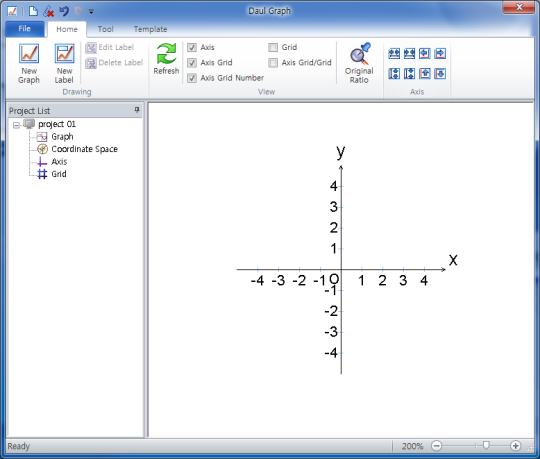 Daul Graph
File Home Tool Template
New Graph
New Label
Edit Label
Delete Label
Drawing
Refresh
Axis
Axis Grid
Axis Grid Number
Grid
Axis Grid/Grid
View
Original Ratio
Axis
Project List
project 01
Graph
Coordinate Space
Axis
Grid
y
4
3
2
1
x
-4 -3 -2 -1 O 1 2 3 4
-1
-2
-3
-4
Ready 200%